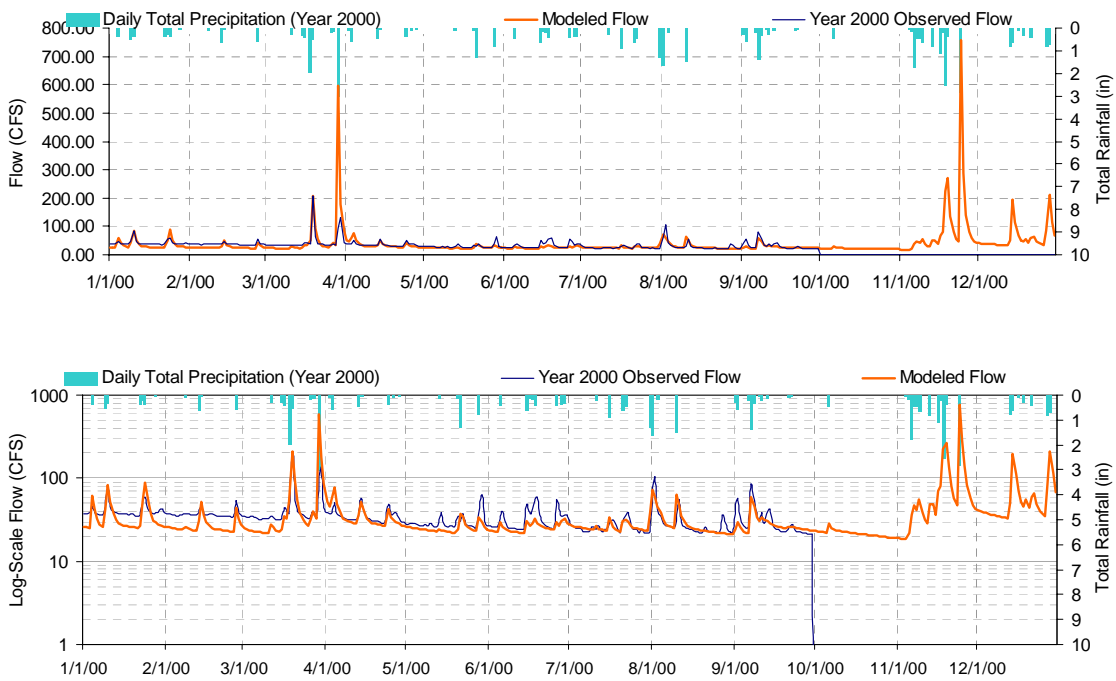 Daily Total Precipitation (Year 2000) Modeled Flow Year 2000 Observed Flow
800.00 0
700.00 1
600.00 2
500.00 3
400.00 4
300.00 5
200.00 6
100.00 7
0.00 8
9
10
Flow (CFS)
Total Rainfall (in)
1/1/00 2/1/00 3/1/00 4/1/00 5/1/00 6/1/00 7/1/00 8/1/00 9/1/00 10/1/00 11/1/00 12/1/00
Daily Total Precipitation (Year 2000) Year 2000 Observed Flow Modeled Flow
1000 0
100 1
10 2
1 3
4
5
6
7
8
9
10
Log-Scale Flow (CFS)
Total Rainfall (in)
1/1/00 2/1/00 3/1/00 4/1/00 5/1/00 6/1/00 7/1/00 8/1/00 9/1/00 10/1/00 11/1/00 12/1/00